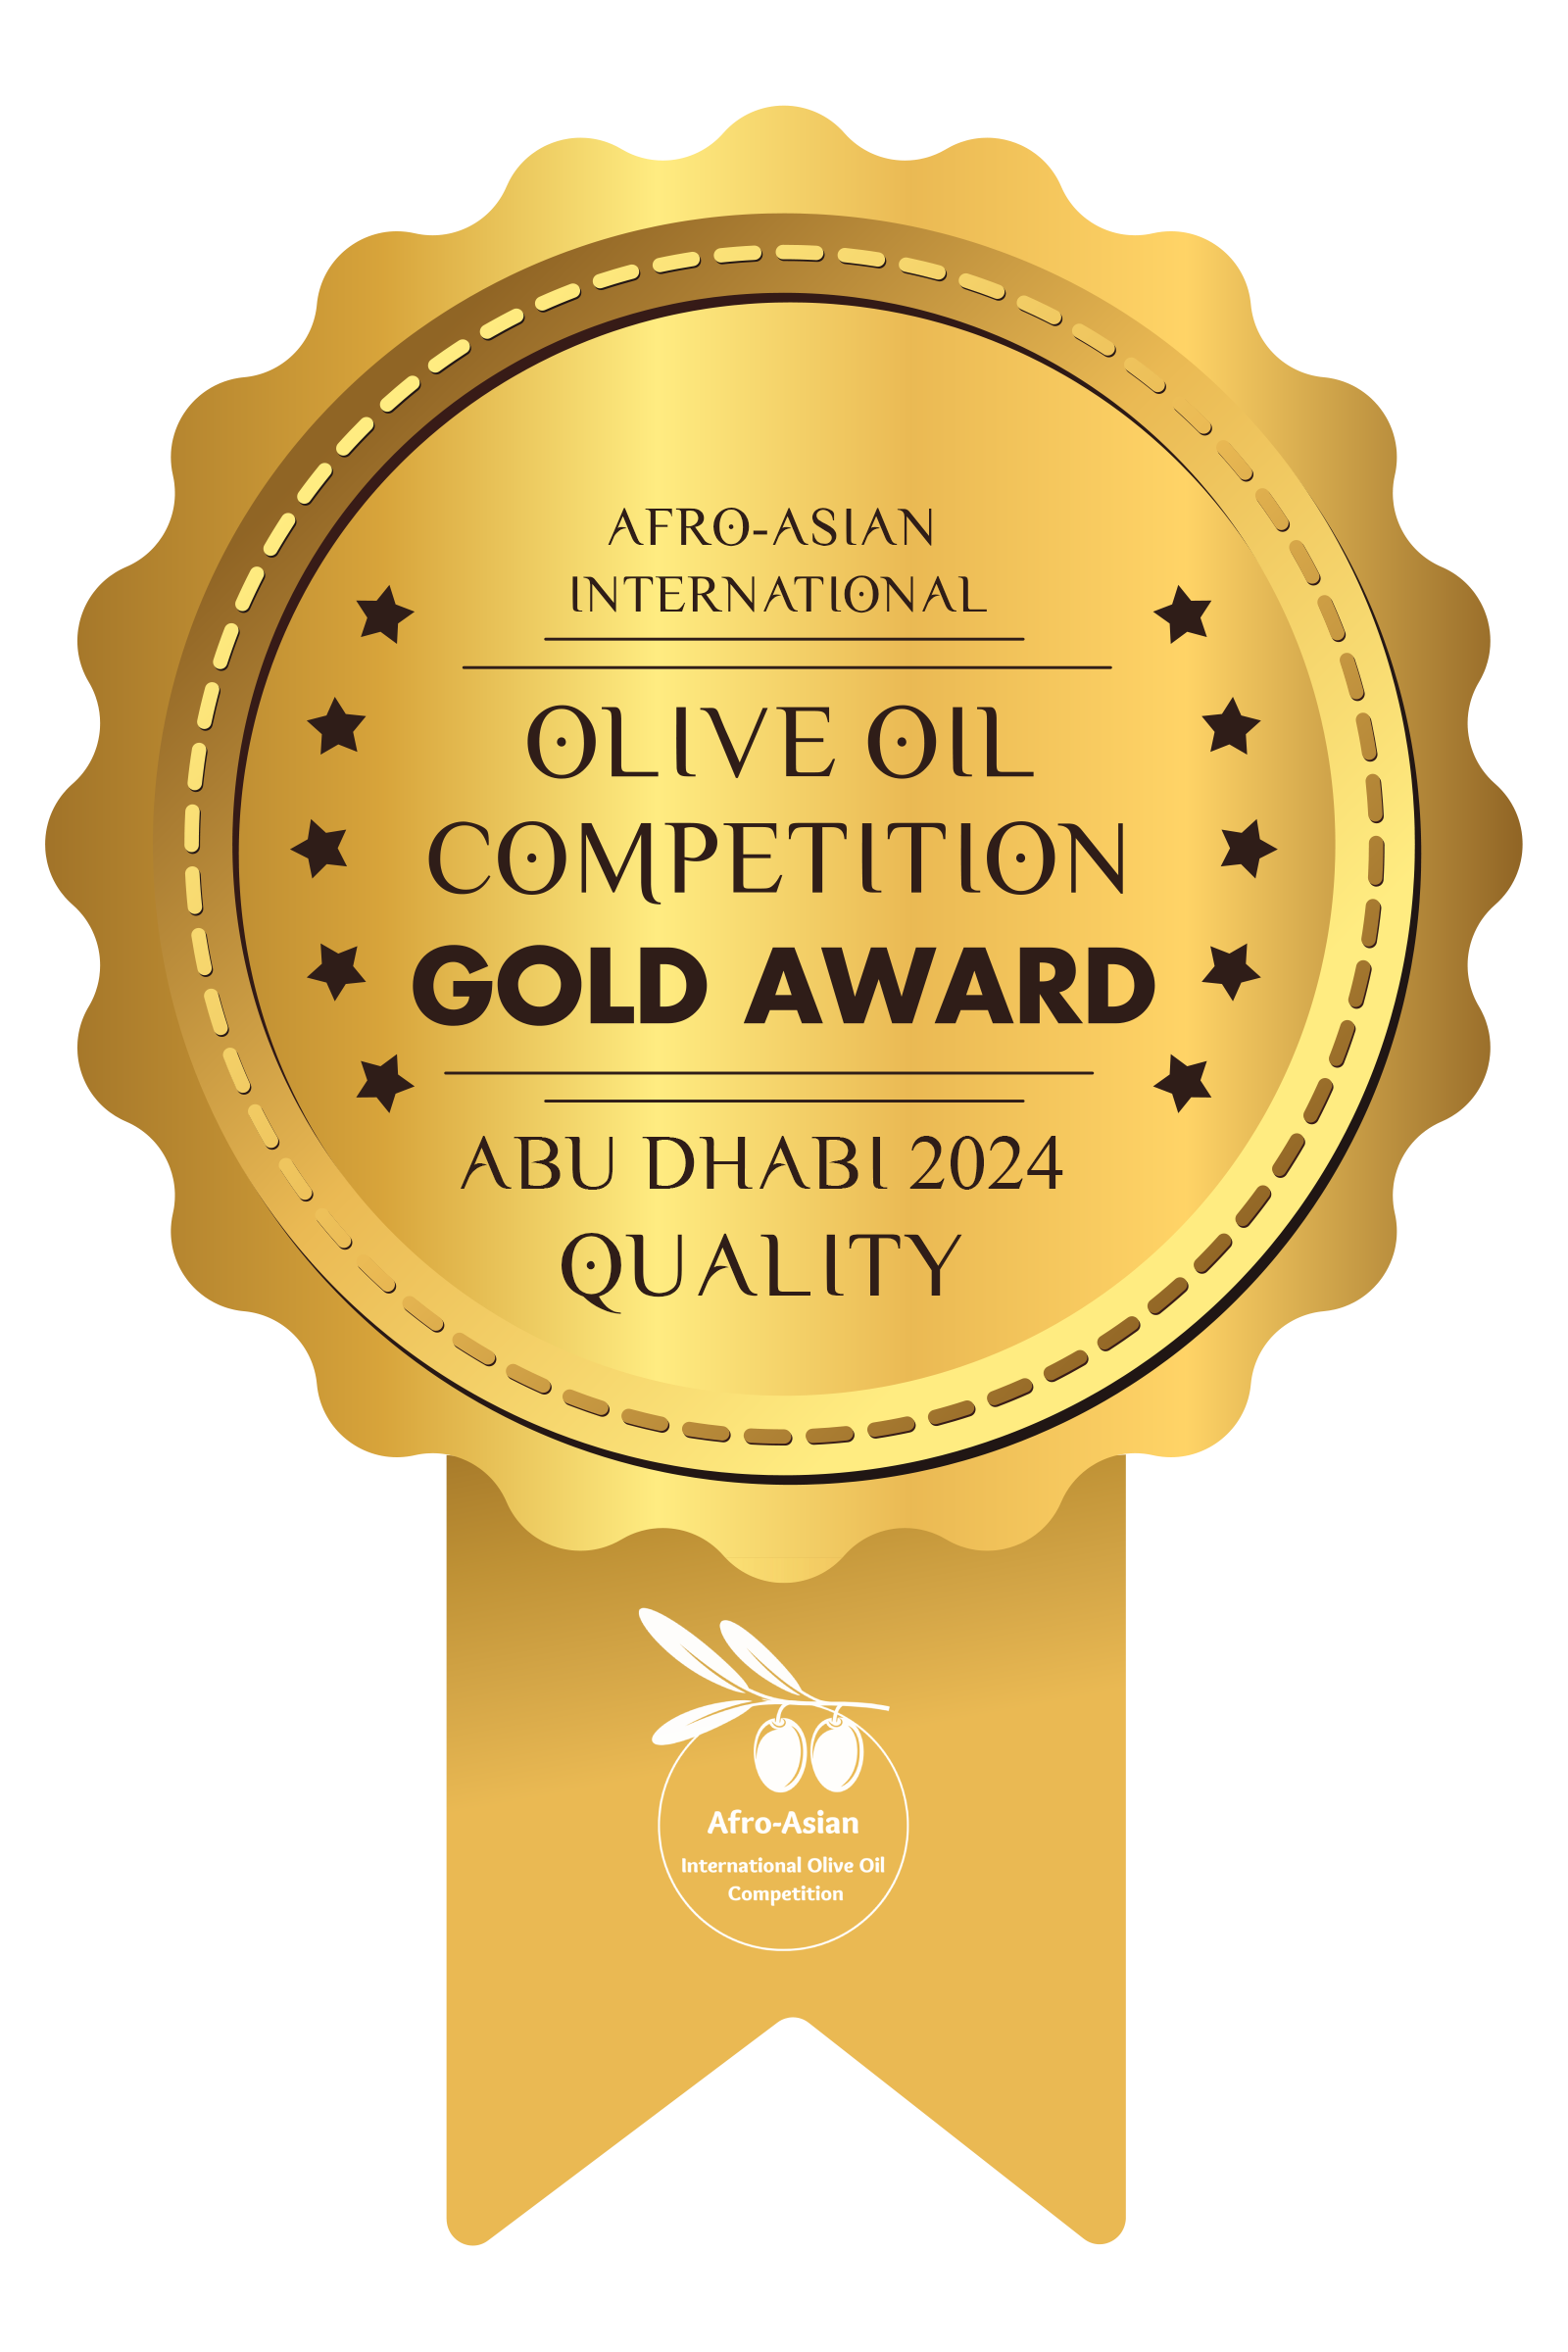 AFRO-ASIAN
INTERNATIONAL
OLIVE OIL
COMPETITION
GOLD AWARD
ABU DHABI 2024
QUALITY
Afro-Asian
International Olive Oil
Competition